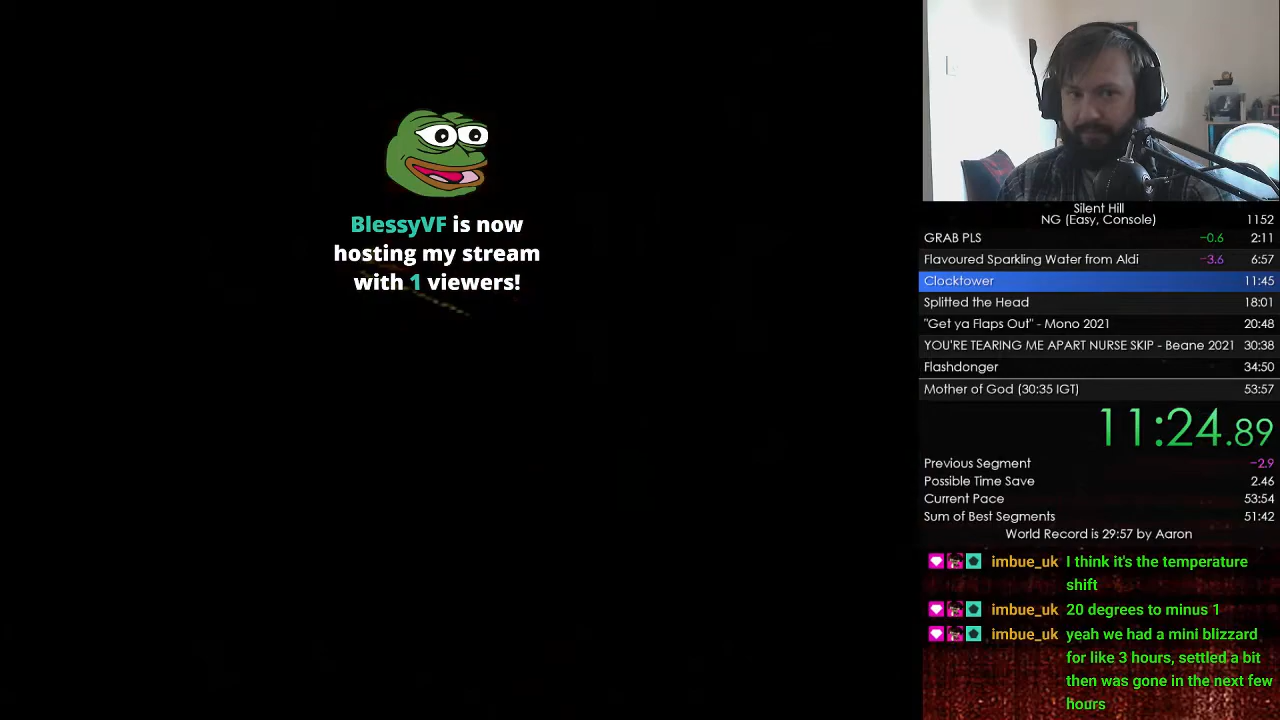 BlessyVF is now
hosting my stream
with 1 viewers!
Silent Hill
NG (Easy, Console) 1152
GRAB PLS −0.6 2:11
Flavoured Sparkling Water from Aldi −3.6 6:57
Clocktower 11:45
Splitted the Head 18:01
"Get ya Flaps Out" - Mono 2021 20:48
YOU'RE TEARING ME APART NURSE SKIP - Beane 2021 30:38
Flashdonger 34:50
Mother of God (30:35 IGT) 53:57
11:24.89
Previous Segment −2.9
Possible Time Save 2.46
Current Pace 53:54
Sum of Best Segments 51:42
World Record is 29:57 by Aaron
imbue_uk I think it's the temperature
shift
imbue_uk 20 degrees to minus 1
imbue_uk yeah we had a mini blizzard
for like 3 hours, settled a bit
then was gone in the next few
hours